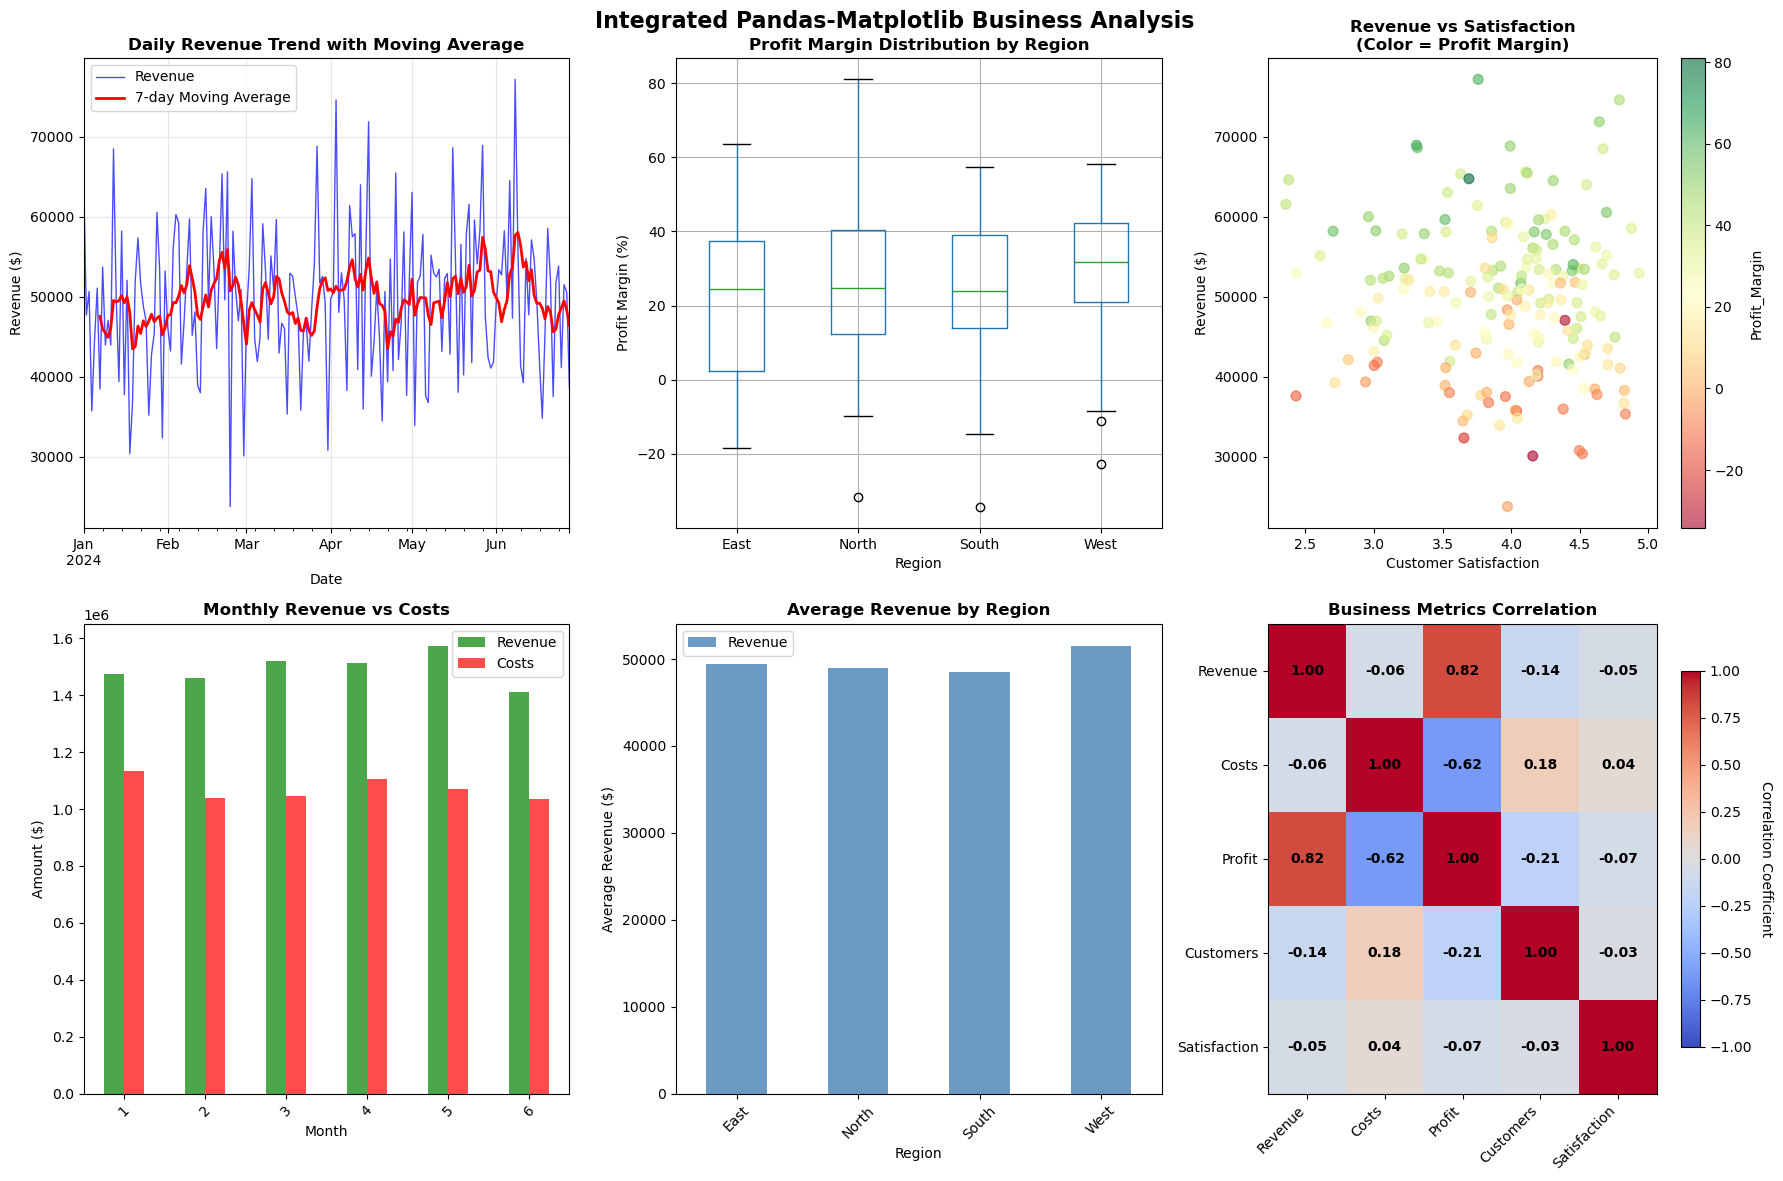 Integrated Pandas-Matplotlib Business Analysis
Daily Revenue Trend with Moving Average
Revenue
7-day Moving Average
Revenue ($)
70000
60000
50000
40000
30000
Jan
2024
Feb
Mar
Apr
May
Jun
Date
Profit Margin Distribution by Region
Profit Margin (%)
80
60
40
20
0
−20
East
North
South
West
Region
Revenue vs Satisfaction
(Color = Profit Margin)
Revenue ($)
70000
60000
50000
40000
30000
2.5
3.0
3.5
4.0
4.5
5.0
Customer Satisfaction
80
60
40
20
0
−20
Profit_Margin
Monthly Revenue vs Costs
1e6
Revenue
Costs
Amount ($)
1.6
1.4
1.2
1.0
0.8
0.6
0.4
0.2
0.0
1
2
3
4
5
6
Month
Average Revenue by Region
Revenue
Average Revenue ($)
50000
40000
30000
20000
10000
0
East
North
South
West
Region
Business Metrics Correlation
Revenue 1.00 -0.06 0.82 -0.14 -0.05
Costs -0.06 1.00 -0.62 0.18 0.04
Profit 0.82 -0.62 1.00 -0.21 -0.07
Customers -0.14 0.18 -0.21 1.00 -0.03
Satisfaction -0.05 0.04 -0.07 -0.03 1.00
Revenue
Costs
Profit
Customers
Satisfaction
1.00
0.75
0.50
0.25
0.00
−0.25
−0.50
−0.75
−1.00
Correlation Coefficient